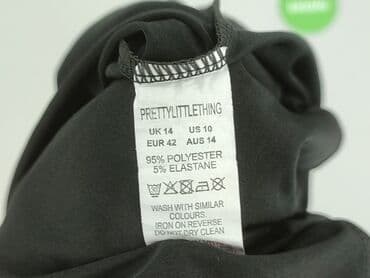 PRETTYLITTLETHING
UK 14 US 10
EUR 42 AUS 14
95% POLYESTER
5% ELASTANE
WASH WITH SIMILAR
COLOURS.
IRON ON REVERSE
DO NOT DRY CLEAN